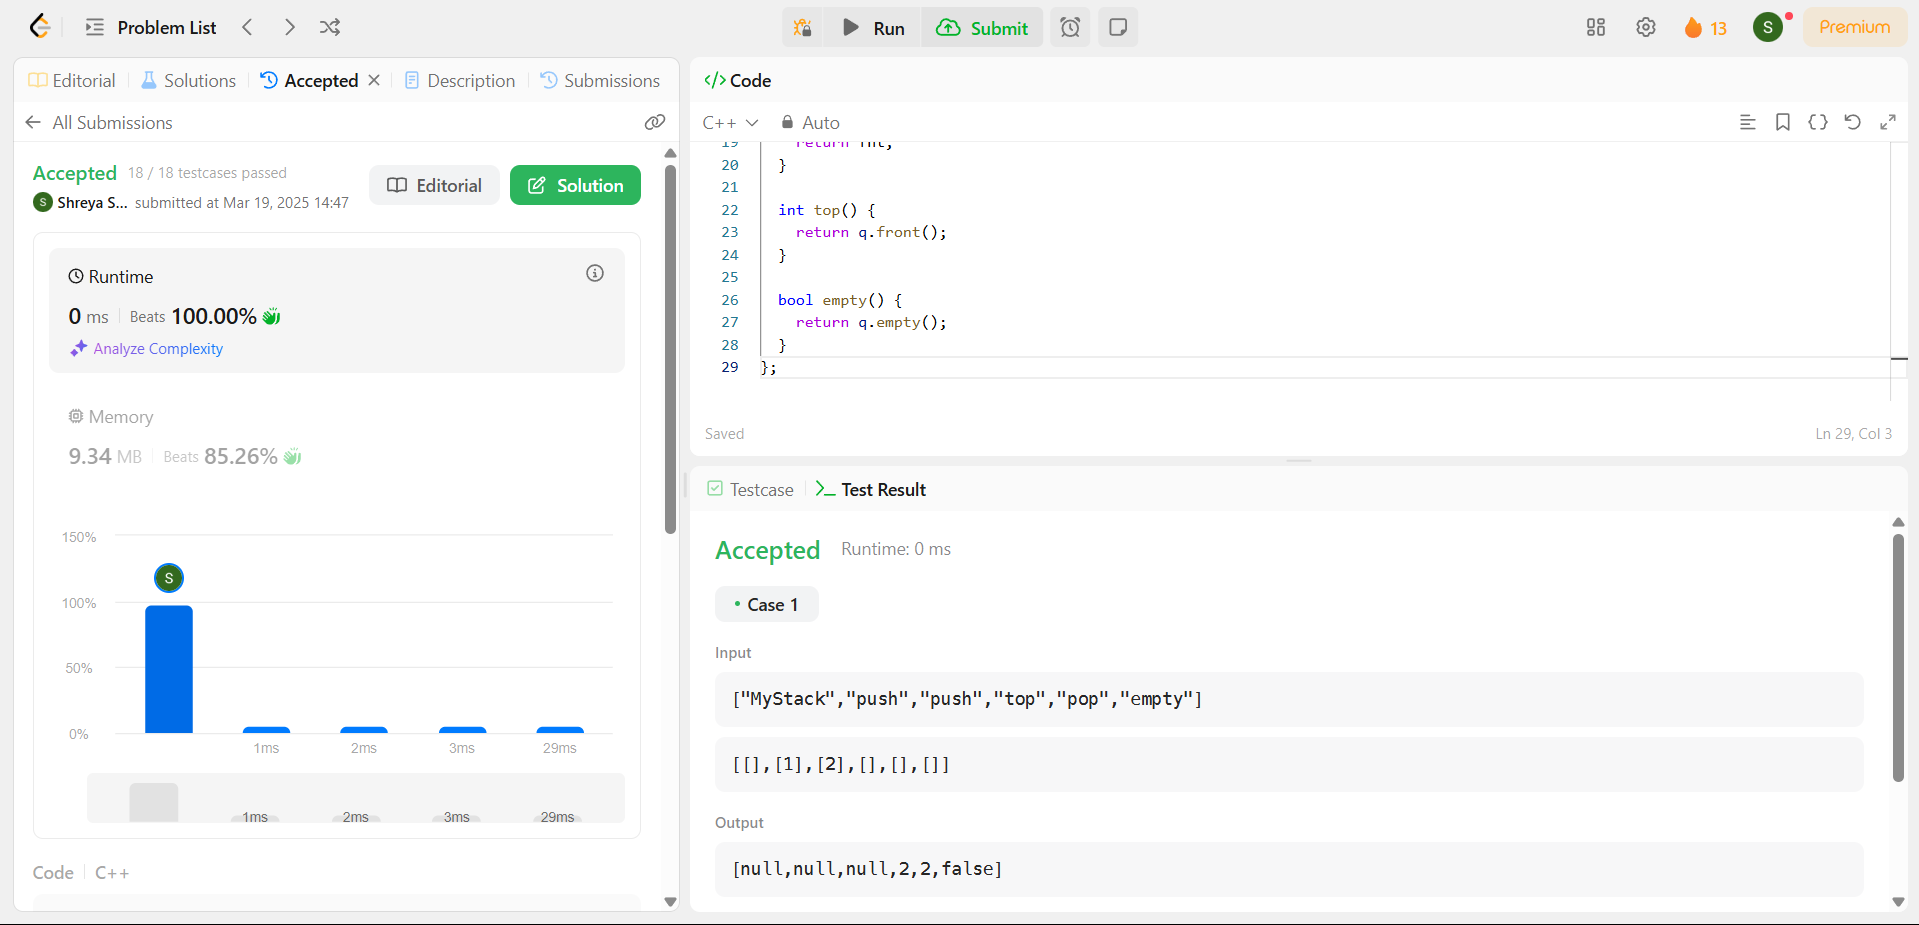 Problem List
Run
Submit
13
S
Premium
Editorial
Solutions
Accepted
Description
Submissions
All Submissions
Accepted 18 / 18 testcases passed
S Shreya S... submitted at Mar 19, 2025 14:47
Editorial
Solution
Runtime
0 ms Beats 100.00%
Analyze Complexity
Memory
9.34 MB Beats 85.26%
150%
100%
50%
0%
S
1ms 2ms 3ms 29ms
1ms 2ms 3ms 29ms
Code C++
</> Code
C++ Auto
19 return fnt;
20 }
21
22 int top() {
23 return q.front();
24 }
25
26 bool empty() {
27 return q.empty();
28 }
29 };
Saved
Ln 29, Col 3
Testcase
Test Result
Accepted Runtime: 0 ms
Case 1
Input
["MyStack","push","push","top","pop","empty"]
[[],[1],[2],[],[],[]]
Output
[null,null,null,2,2,false]